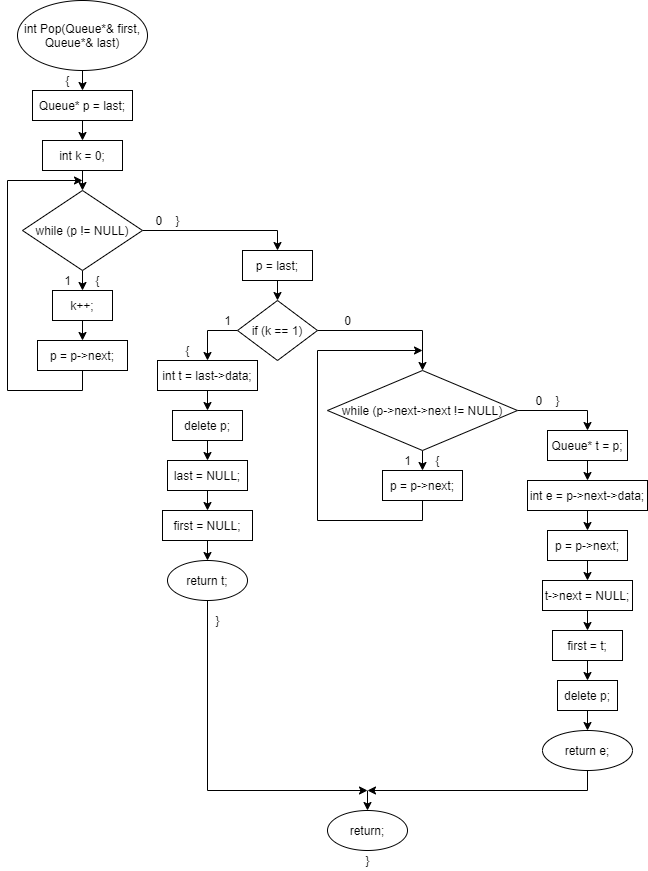 int Pop(Queue*& first,
Queue*& last)
{
Queue* p = last;
int k = 0;
while (p != NULL)
0 }
1 {
k++;
p = p->next;
p = last;
if (k == 1)
1
0
{
int t = last->data;
delete p;
last = NULL;
first = NULL;
return t;
}
while (p->next->next != NULL)
0 }
1 {
p = p->next;
Queue* t = p;
int e = p->next->data;
p = p->next;
t->next = NULL;
first = t;
delete p;
return e;
return;
}